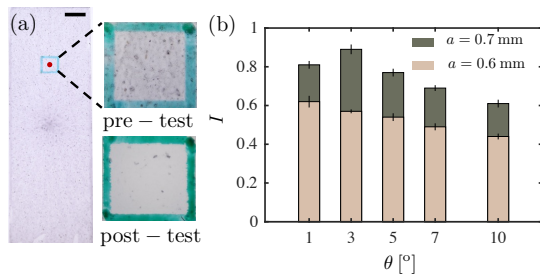 (a)
pre − test
post − test
(b)
I
1
0.8
0.6
0.4
0.2
0
a = 0.7 mm
a = 0.6 mm
1 3 5 7 10
θ [°]